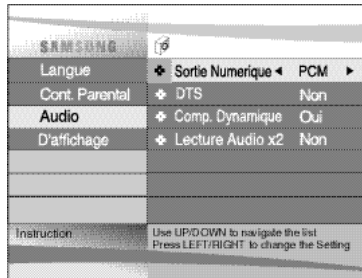 SAMSUNG
Langue
Cont. Parental
Audio
D'affichage
Sortie Numerique PCM
DTS Non
Comp. Dynamique Oui
Lecture Audio x2 Non
Instruction
Use UP/DOWN to navigate the list
Press LEFT/RIGHT to change the Setting